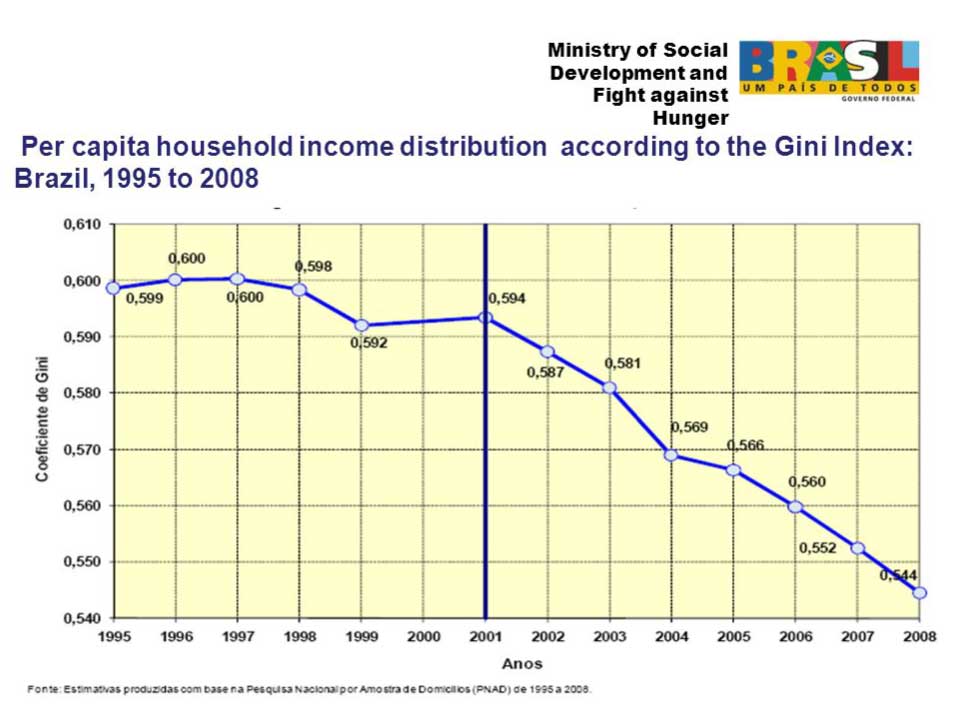 Ministry of Social
Development and
Fight against
Hunger
BRASIL
UM PAÍS DE TODOS
GOVERNO FEDERAL
Per capita household income distribution according to the Gini Index:
Brazil, 1995 to 2008
0,610
0,600
0,590
0,580
0,570
0,560
0,550
0,540
Coeficiente de Gini
0,599
0,600
0,600
0,598
0,592
0,594
0,587
0,581
0,569
0,566
0,560
0,552
0,544
1995 1996 1997 1998 1999 2000 2001 2002 2003 2004 2005 2006 2007 2008
Anos
Fonte: Estimativas produzidas com base na Pesquisa Nacional por Amostra de Domicílios (PNAD) de 1995 a 2008.